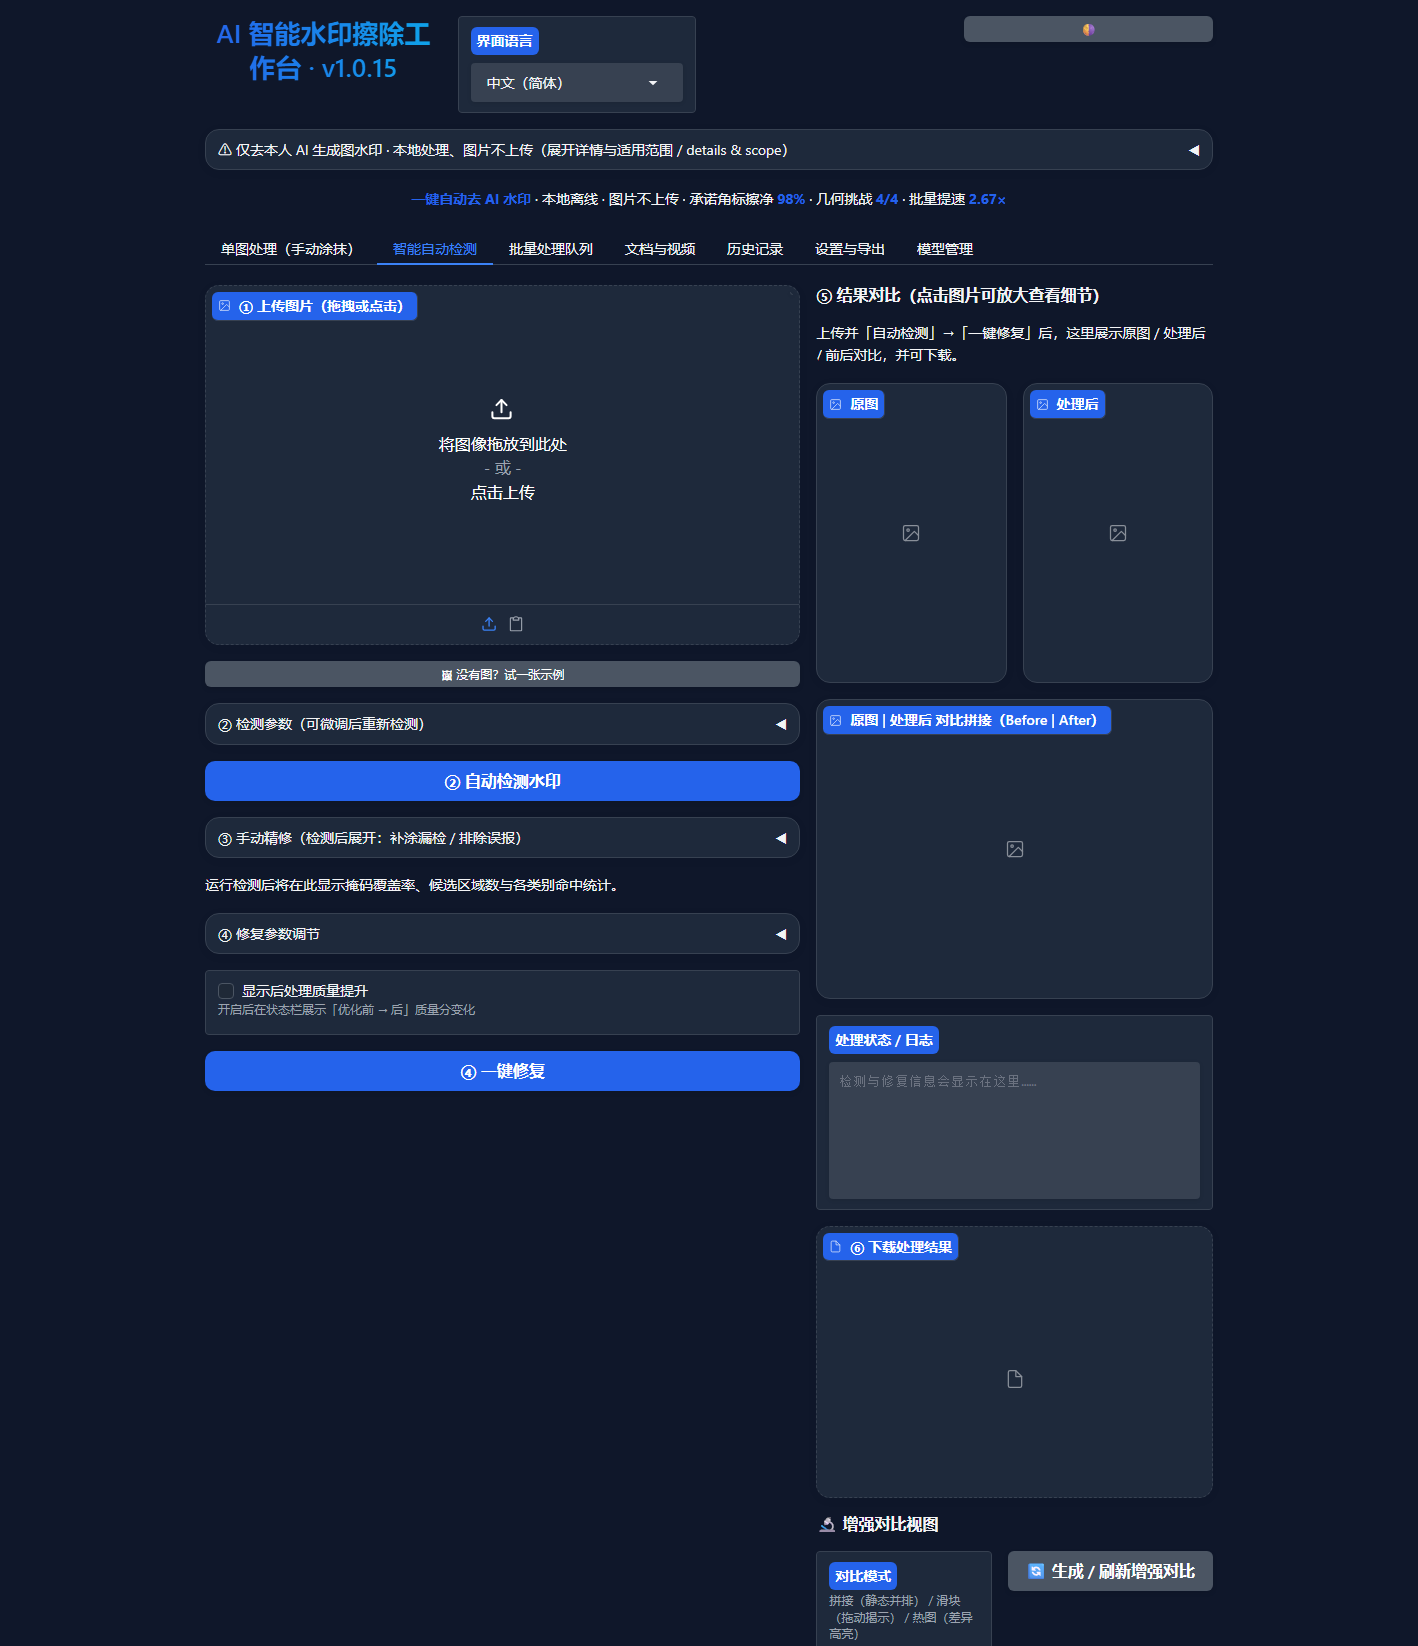 AI 智能水印擦除工
作台 · v1.0.15
界面语言
中文（简体）
⚠ 仅去本人 AI 生成图水印 · 本地处理、图片不上传（展开详情与适用范围 / details & scope）
一键自动去 AI 水印 · 本地离线 · 图片不上传 · 承诺角标擦净 98% · 几何挑战 4/4 · 批量提速 2.67×
单图处理（手动涂抹）
智能自动检测
批量处理队列
文档与视频
历史记录
设置与导出
模型管理
① 上传图片（拖拽或点击）
将图像拖放到此处
- 或 -
点击上传
没有图？试一张示例
② 检测参数（可微调后重新检测）
② 自动检测水印
③ 手动精修（检测后展开：补涂漏检 / 排除误报）
运行检测后将在此显示掩码覆盖率、候选区域数与各类别命中统计。
④ 修复参数调节
显示后处理质量提升
开启后在状态栏展示「优化前 → 后」质量分变化
④ 一键修复
⑤ 结果对比（点击图片可放大查看细节）
上传并「自动检测」→「一键修复」后，这里展示原图 / 处理后
/ 前后对比，并可下载。
原图
处理后
原图 | 处理后 对比拼接（Before | After）
处理状态 / 日志
检测与修复信息会显示在这里……
⑥ 下载处理结果
🔬 增强对比视图
对比模式
拼接（静态并排） / 滑块
（拖动揭示） / 热图（差异
高亮）
🔄 生成 / 刷新增强对比